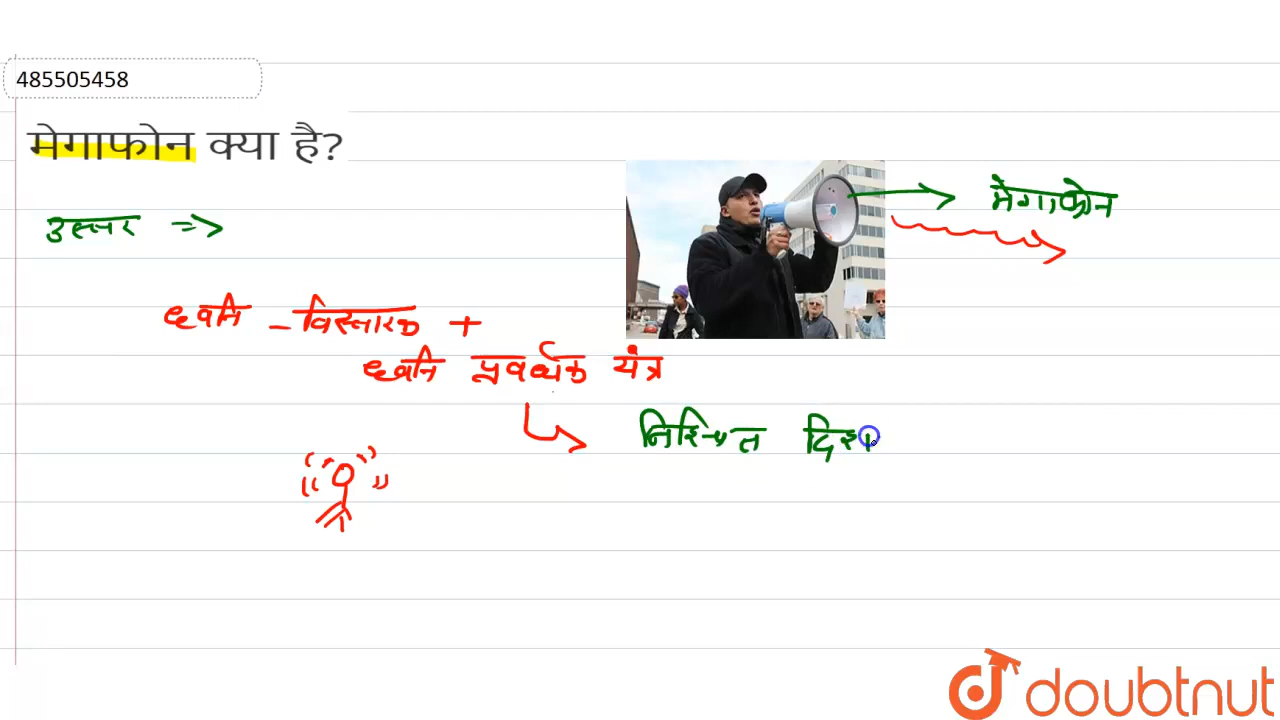 485505458
मेगाफोन क्या है?
उत्तर =>
मेगाफोन
ध्वनि - विस्तारक +
ध्वनि प्रवर्धक यंत्र
निश्चित दिशा
doubtnut